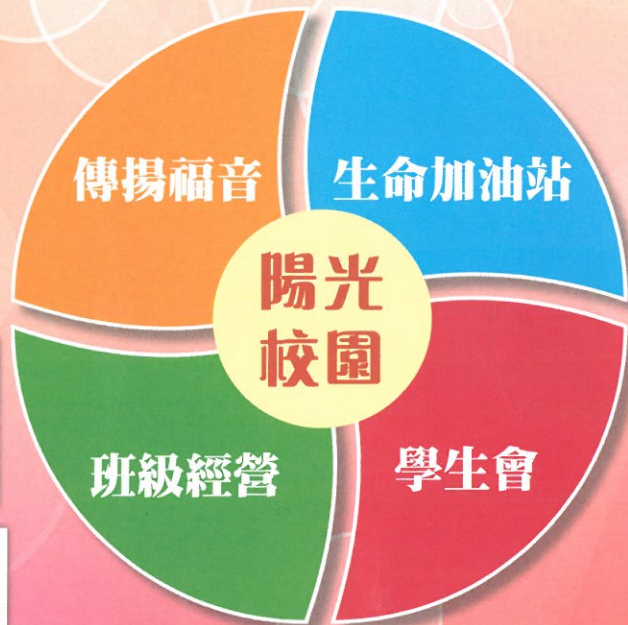 傳揚福音
生命加油站
陽光
校園
班級經營
學生會